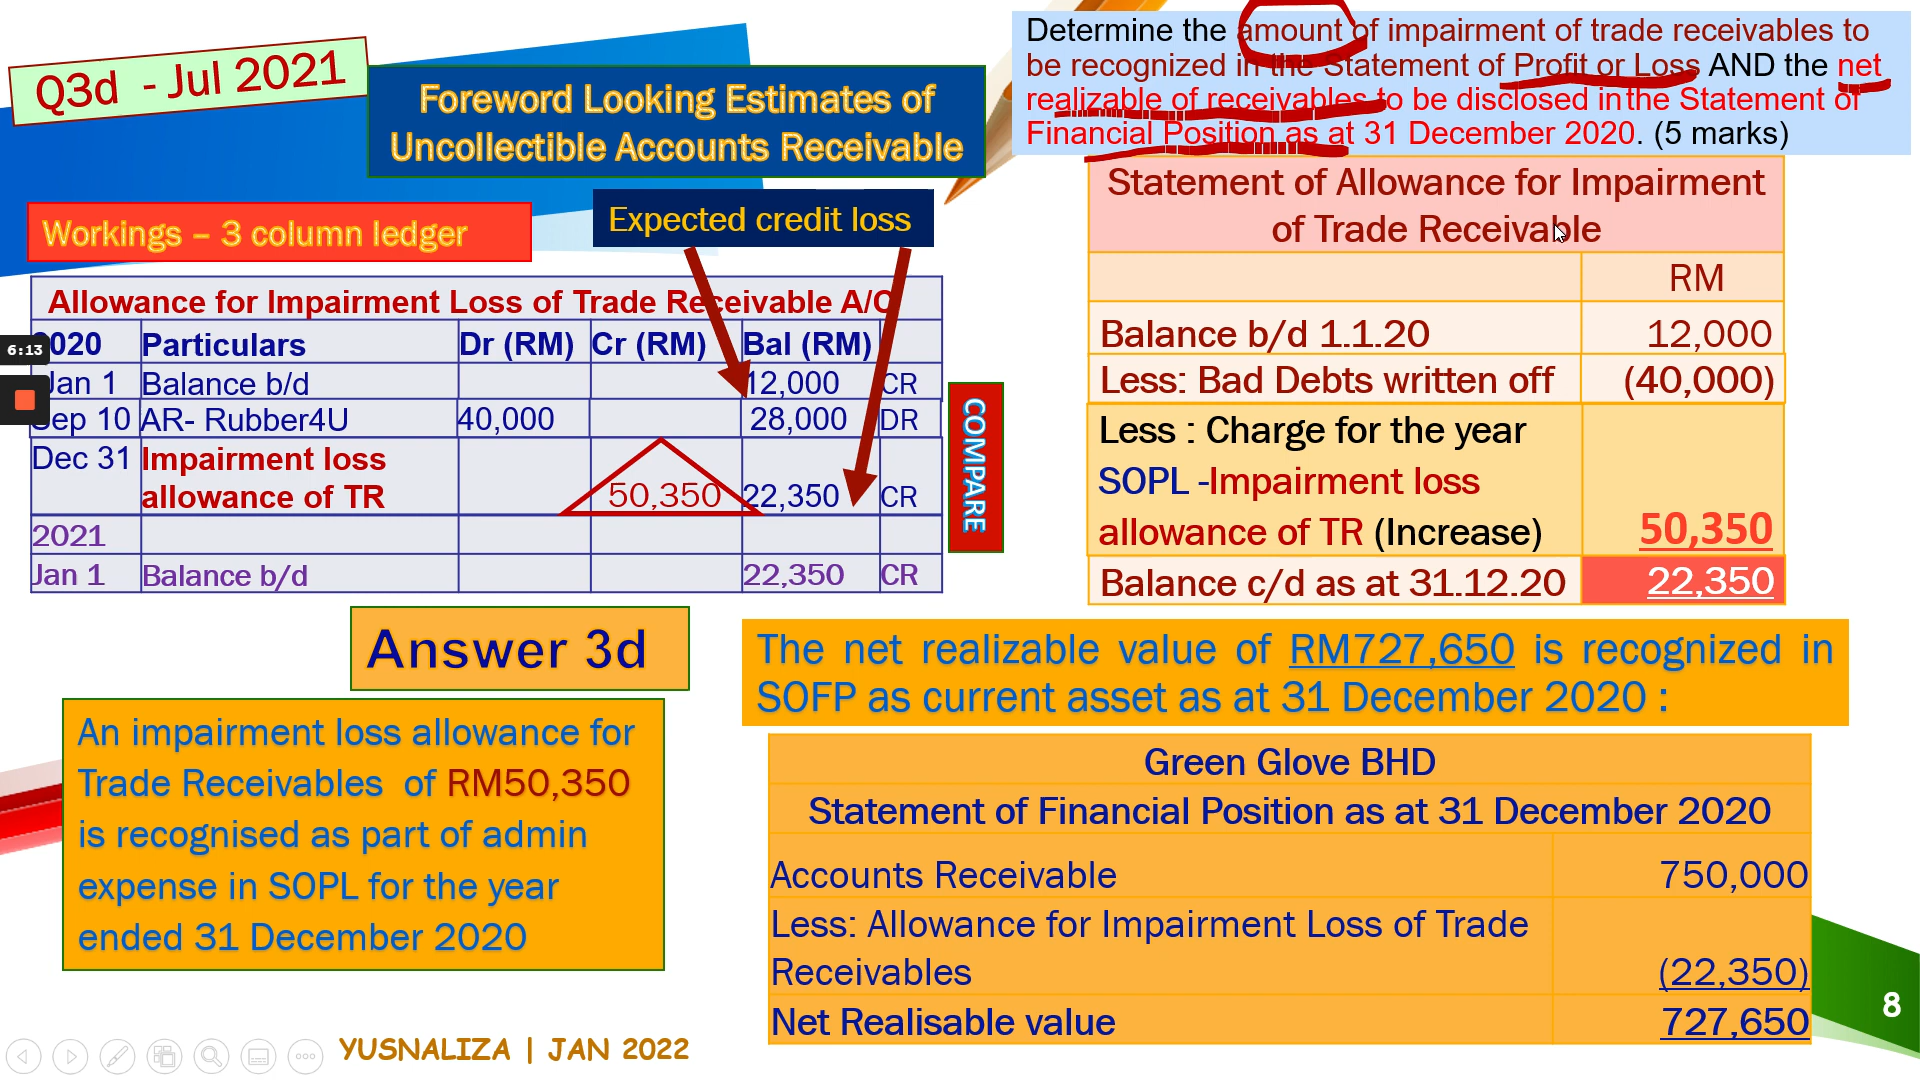 Q3d - Jul 2021
Foreword Looking Estimates of
Uncollectible Accounts Receivable
Determine the amount of impairment of trade receivables to
be recognized in the Statement of Profit or Loss AND the net
realizable of receivables to be disclosed in the Statement of
Financial Position as at 31 December 2020. (5 marks)
Workings – 3 column ledger
Expected credit loss
Allowance for Impairment Loss of Trade Receivable A/C
2020 Particulars Dr (RM) Cr (RM) Bal (RM)
Jan 1 Balance b/d 12,000 CR
Sep 10 AR- Rubber4U 40,000 28,000 DR
Dec 31 Impairment loss
allowance of TR 50,350 22,350 CR
2021
Jan 1 Balance b/d 22,350 CR
6:13
COMPARE
Statement of Allowance for Impairment
of Trade Receivable
RM
Balance b/d 1.1.20 12,000
Less: Bad Debts written off (40,000)
Less : Charge for the year
SOPL -Impairment loss
allowance of TR (Increase) 50,350
Balance c/d as at 31.12.20 22,350
Answer 3d
An impairment loss allowance for
Trade Receivables of RM50,350
is recognised as part of admin
expense in SOPL for the year
ended 31 December 2020
The net realizable value of RM727,650 is recognized in
SOFP as current asset as at 31 December 2020 :
Green Glove BHD
Statement of Financial Position as at 31 December 2020
Accounts Receivable 750,000
Less: Allowance for Impairment Loss of Trade
Receivables (22,350)
Net Realisable value 727,650
YUSNALIZA | JAN 2022
8